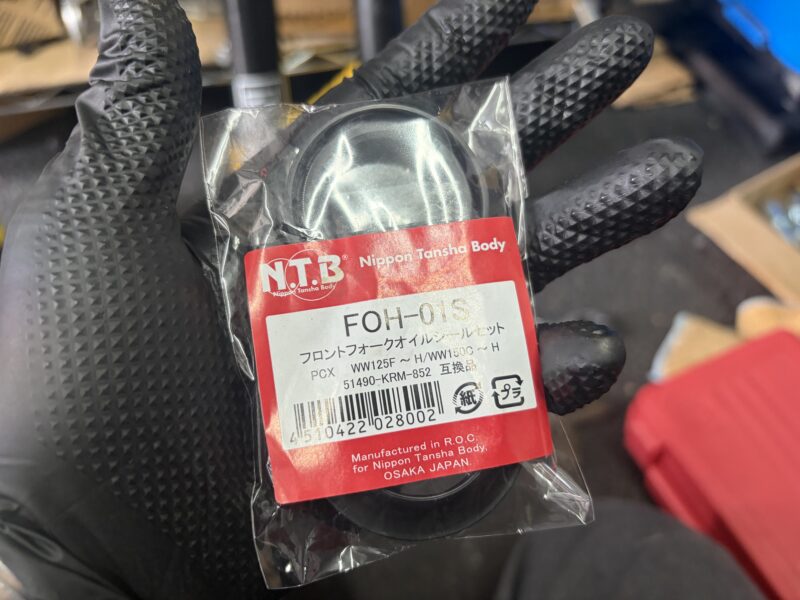 N.T.B®
Nippon Tansha Body
Nippon Tansha Body
FOH-01S
フロントフォークオイルシールセット
PCX WW125F ～ H/WW150C ～ H
51490-KRM-852 互換品
4510422028002
紙
プラ
Manufactured in R.O.C.
for Nippon Tansha Body,
OSAKA JAPAN.